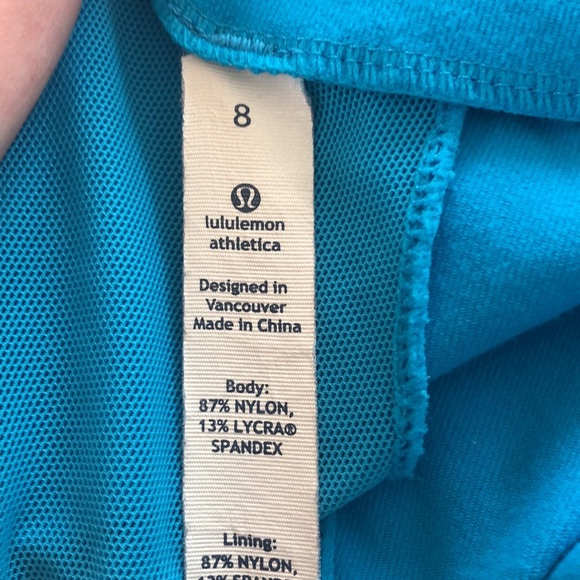 8
lululemon
athletica
Designed in
Vancouver
Made in China
Body:
87% NYLON,
13% LYCRA®
SPANDEX
Lining:
87% NYLON,